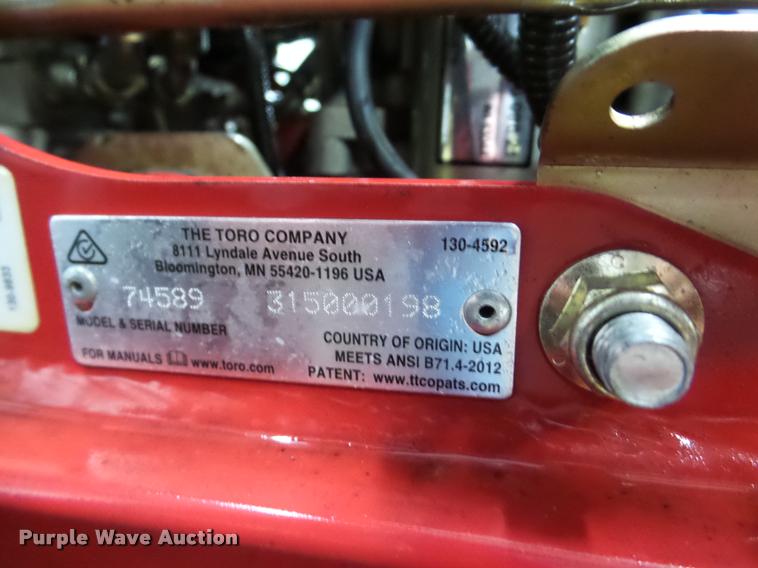 THE TORO COMPANY
130-4592
8111 Lyndale Avenue South
Bloomington, MN 55420-1196 USA
74589 315000198
MODEL & SERIAL NUMBER
COUNTRY OF ORIGIN: USA
MEETS ANSI B71.4-2012
FOR MANUALS www.toro.com
PATENT: www.ttcopats.com
Purple Wave Auction